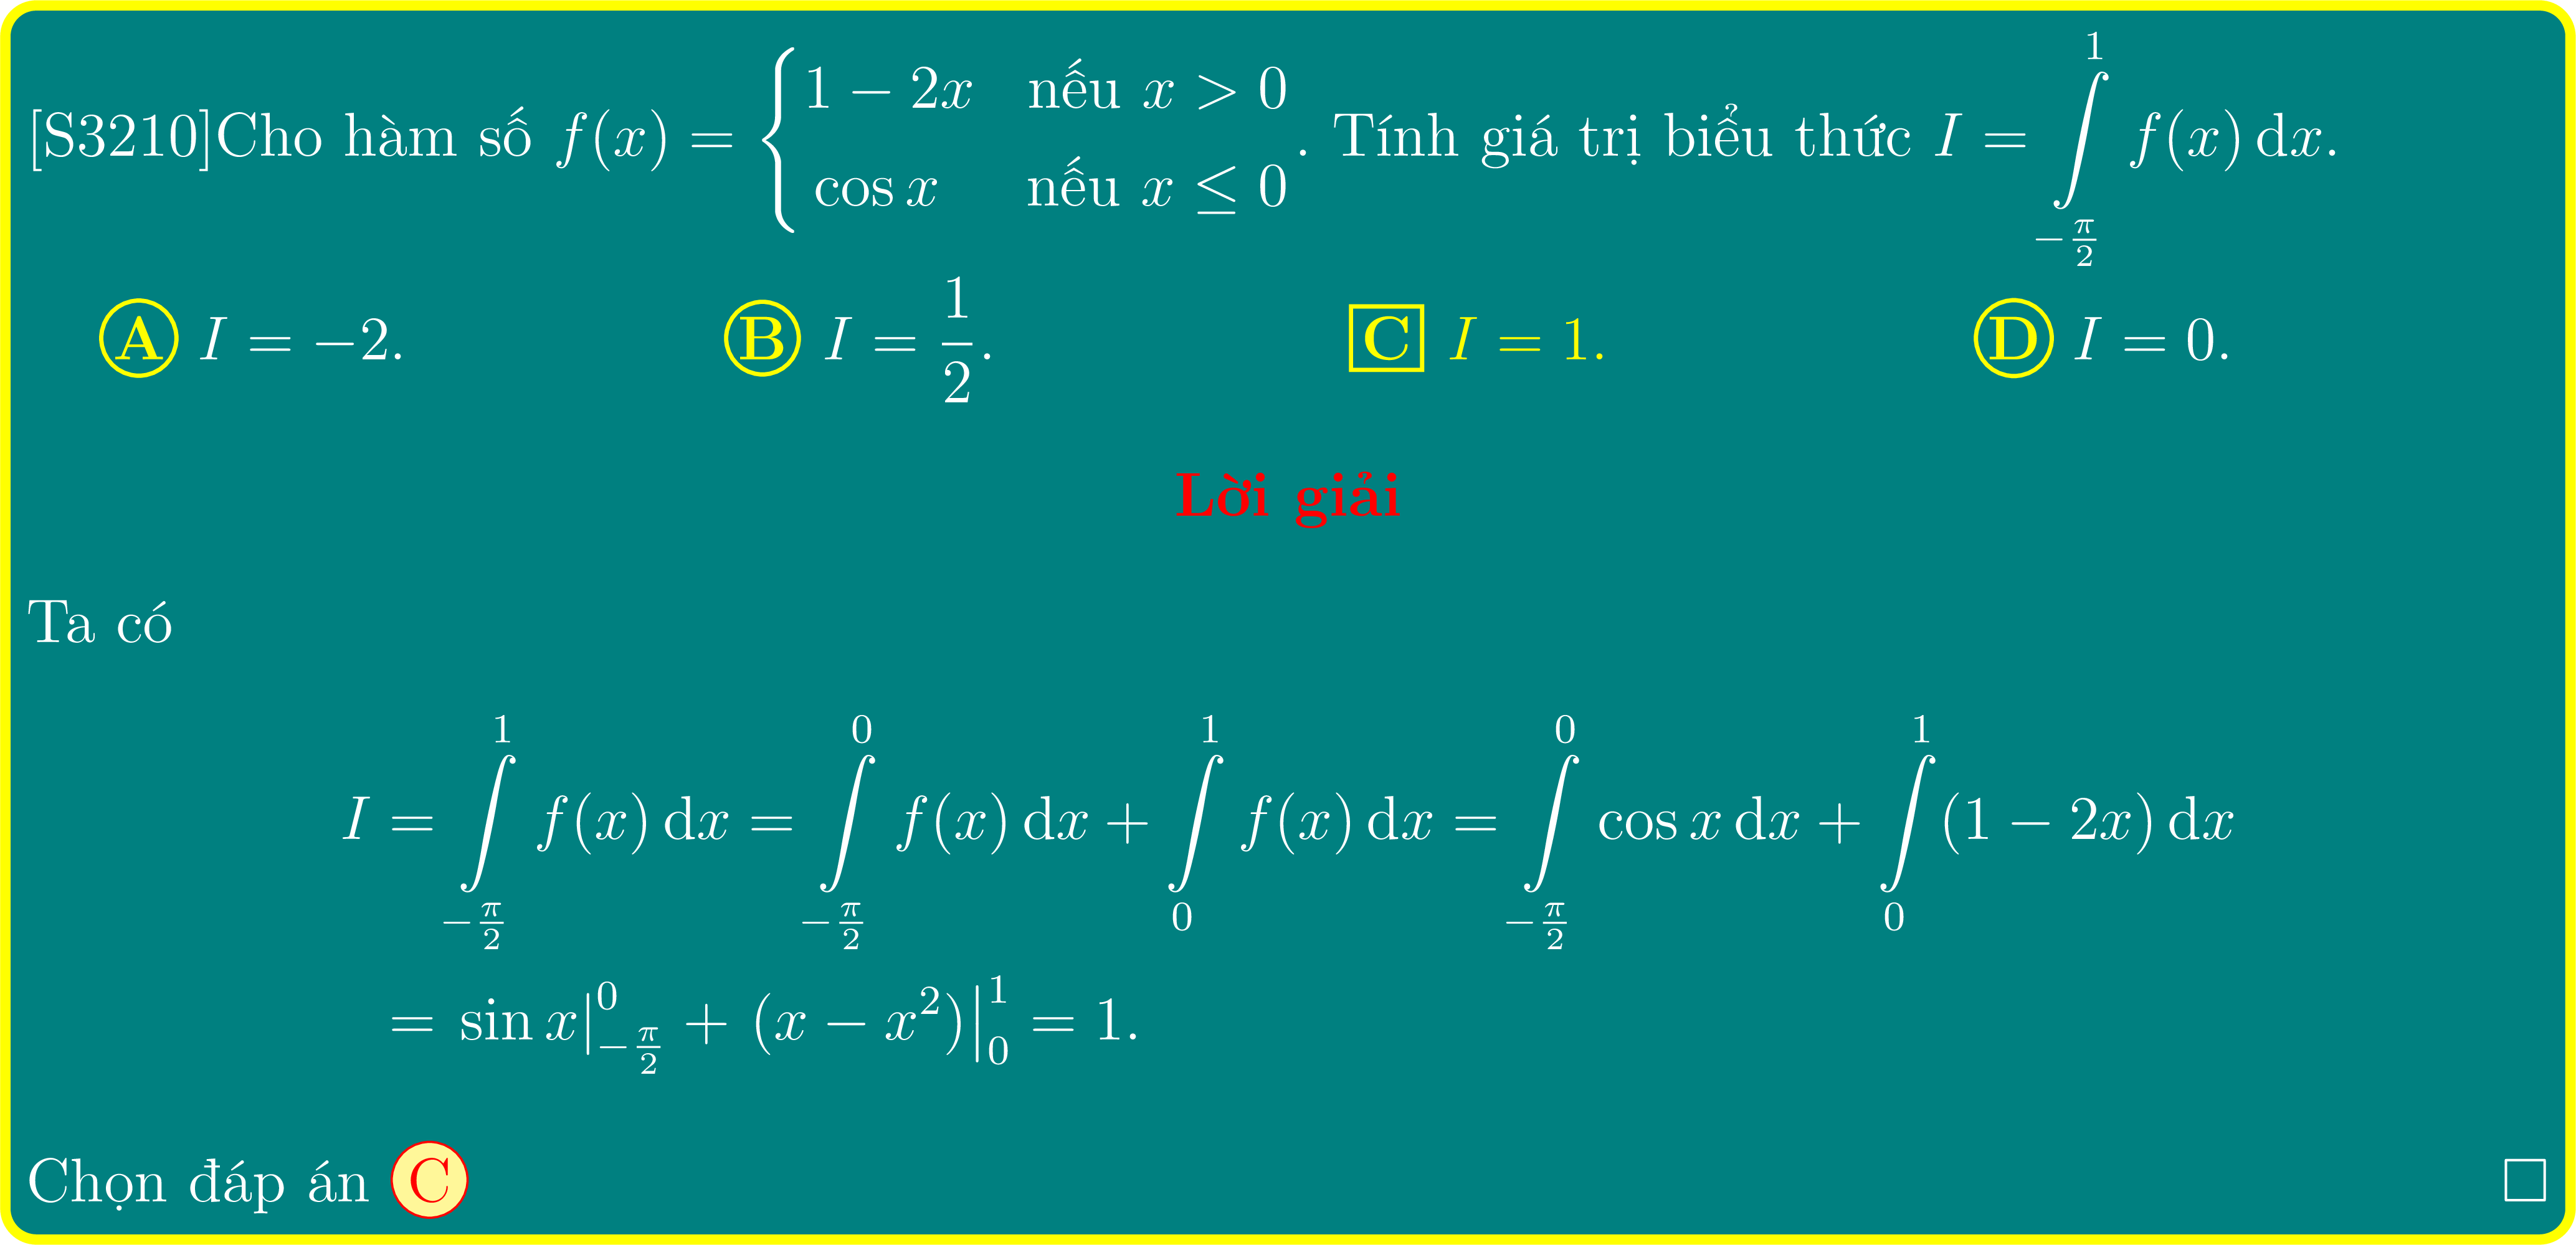 [S3210]Cho hàm số $f(x) = \begin{cases} 1 - 2x & \text{nếu } x > 0 \\ \cos x & \text{nếu } x \leq 0 \end{cases}$. Tính giá trị biểu thức $I = \int\limits_{-\frac{\pi}{2}}^{1} f(x)\,\mathrm{d}x$.
A $I = -2.$ B $I = \dfrac{1}{2}.$ C $I = 1.$ D $I = 0.$
Lời giải
Ta có
$I = \int\limits_{-\frac{\pi}{2}}^{1} f(x)\,\mathrm{d}x = \int\limits_{-\frac{\pi}{2}}^{0} f(x)\,\mathrm{d}x + \int\limits_{0}^{1} f(x)\,\mathrm{d}x = \int\limits_{-\frac{\pi}{2}}^{0} \cos x\,\mathrm{d}x + \int\limits_{0}^{1} (1 - 2x)\,\mathrm{d}x$
$= \sin x\big|_{-\frac{\pi}{2}}^{0} + (x - x^2)\big|_{0}^{1} = 1.$
Chọn đáp án C □